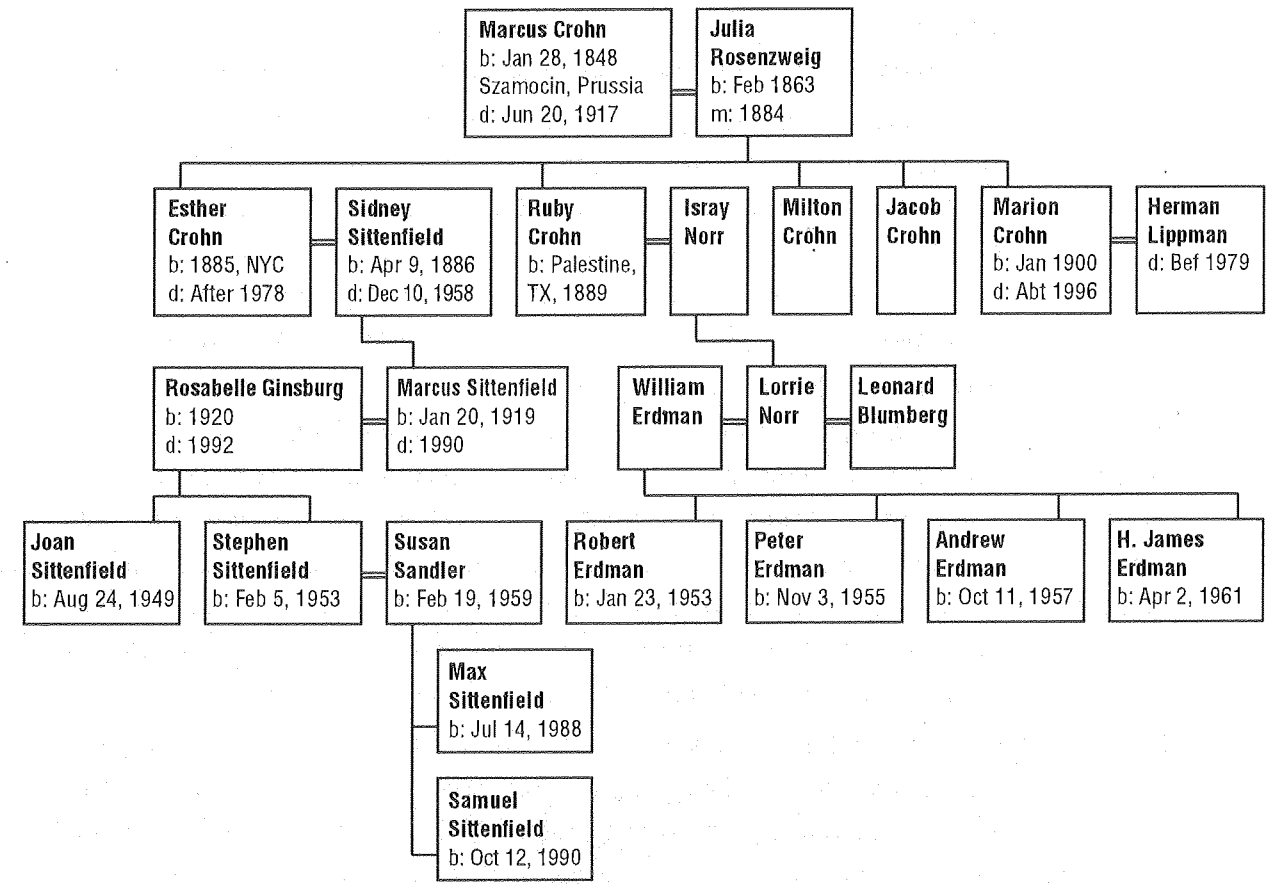 Marcus Crohn
b: Jan 28, 1848
Szamocin, Prussia
d: Jun 20, 1917
Julia
Rosenzweig
b: Feb 1863
m: 1884
Esther
Crohn
b: 1885, NYC
d: After 1978
Sidney
Sittenfield
b: Apr 9, 1886
d: Dec 10, 1958
Ruby
Crohn
b: Palestine,
TX, 1889
Isray
Norr
Milton
Crohn
Jacob
Crohn
Marion
Crohn
b: Jan 1900
d: Abt 1996
Herman
Lippman
d: Bef 1979
Rosabelle Ginsburg
b: 1920
d: 1992
Marcus Sittenfield
b: Jan 20, 1919
d: 1990
William
Erdman
Lorrie
Norr
Leonard
Blumberg
Joan
Sittenfield
b: Aug 24, 1949
Stephen
Sittenfield
b: Feb 5, 1953
Susan
Sandler
b: Feb 19, 1959
Robert
Erdman
b: Jan 23, 1953
Peter
Erdman
b: Nov 3, 1955
Andrew
Erdman
b: Oct 11, 1957
H. James
Erdman
b: Apr 2, 1961
Max
Sittenfield
b: Jul 14, 1988
Samuel
Sittenfield
b: Oct 12, 1990